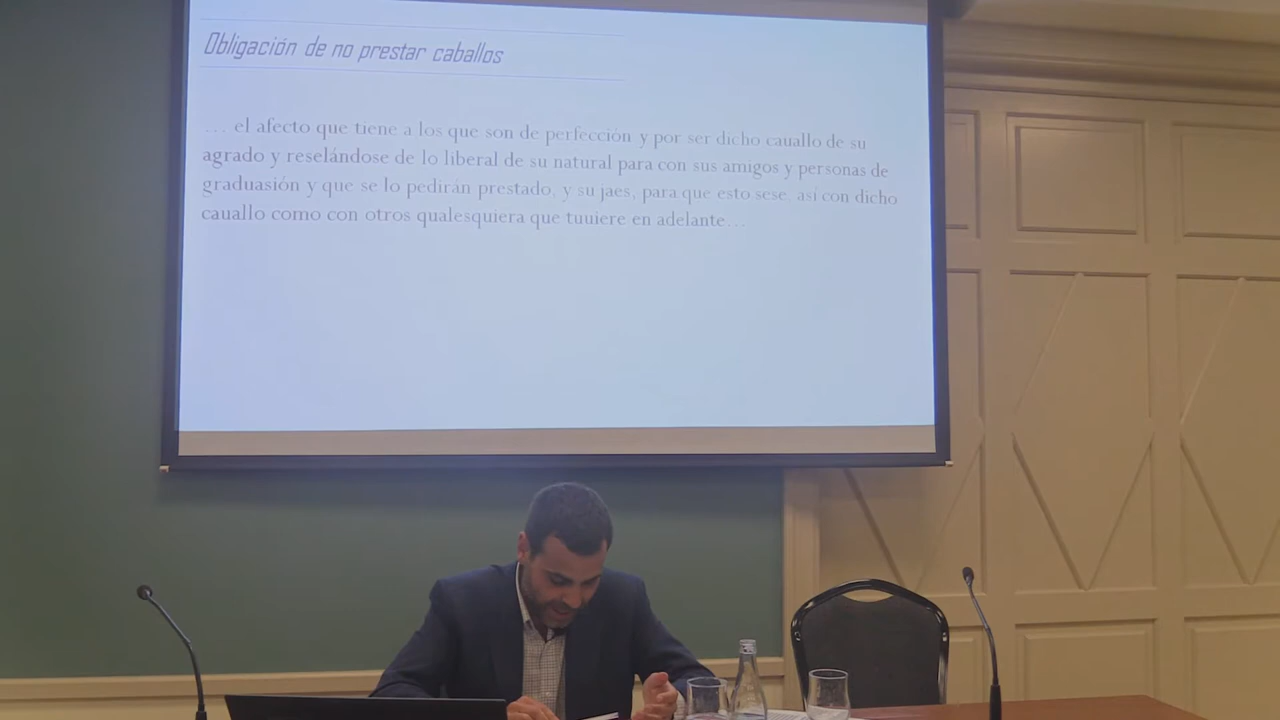 Obligación de no prestar caballos
… el afecto que tiene a los que son de perfección y por ser dicho cauallo de su
agrado y reselándose de lo liberal de su natural para con sus amigos y personas de
graduasión y que se lo pedirán prestado, y su jaes, para que esto sese así con dicho
cauallo como con otros qualesquiera que tuuiere en adelante…